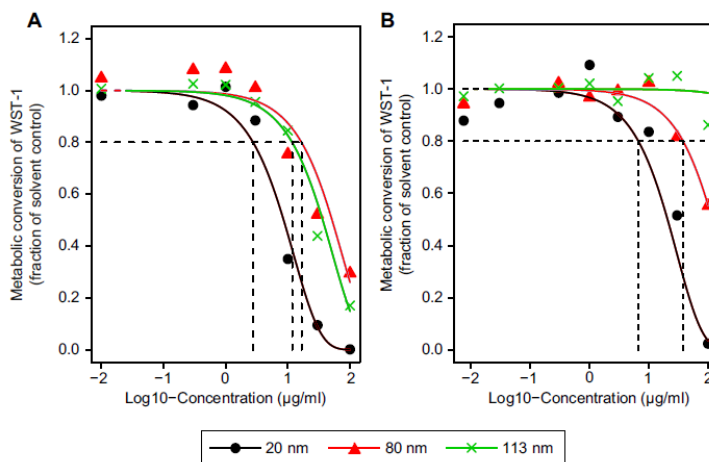 A
Metabolic conversion of WST-1
(fraction of solvent control)
1.2
1.0
0.8
0.6
0.4
0.2
0.0
−2
−1
0
1
2
Log10−Concentration (µg/ml)
B
Metabolic conversion of WST-1
(fraction of solvent control)
1.2
1.0
0.8
0.6
0.4
0.2
0.0
−2
−1
0
1
2
Log10−Concentration (µg/ml)
20 nm 80 nm 113 nm